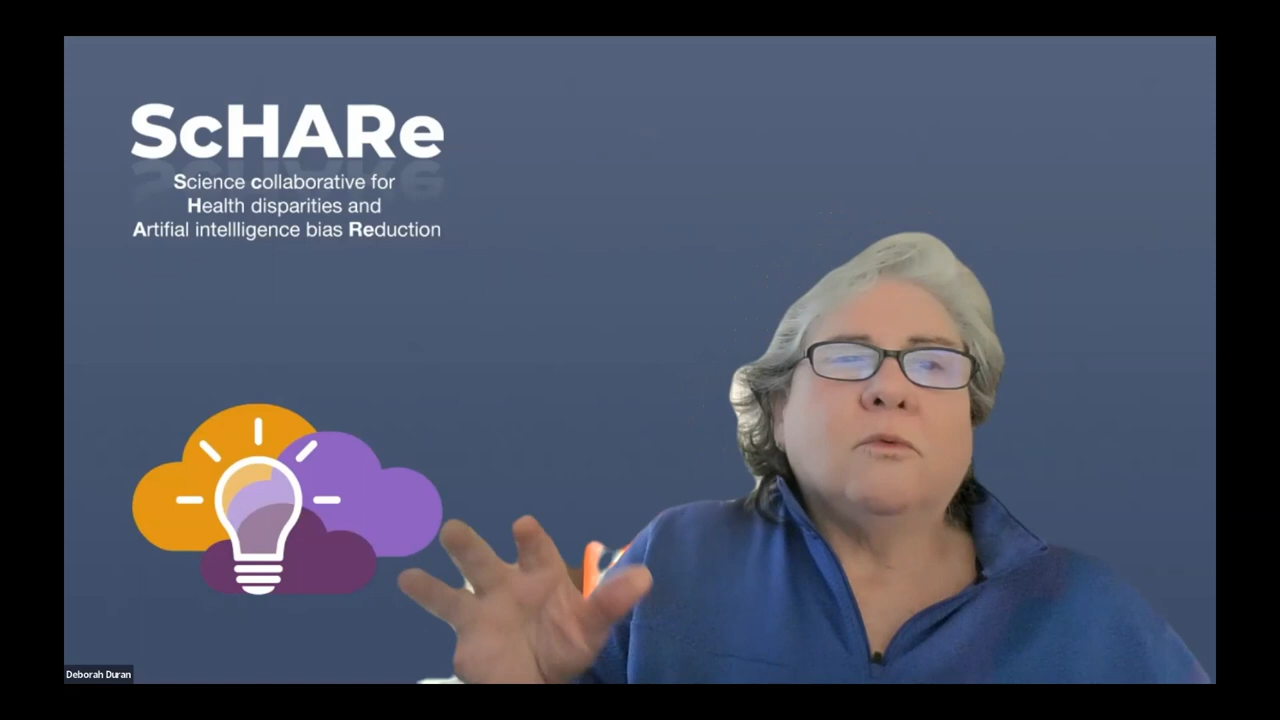 ScHARe
Science collaborative for
Health disparities and
Artifial intellligence bias Reduction
Deborah Duran